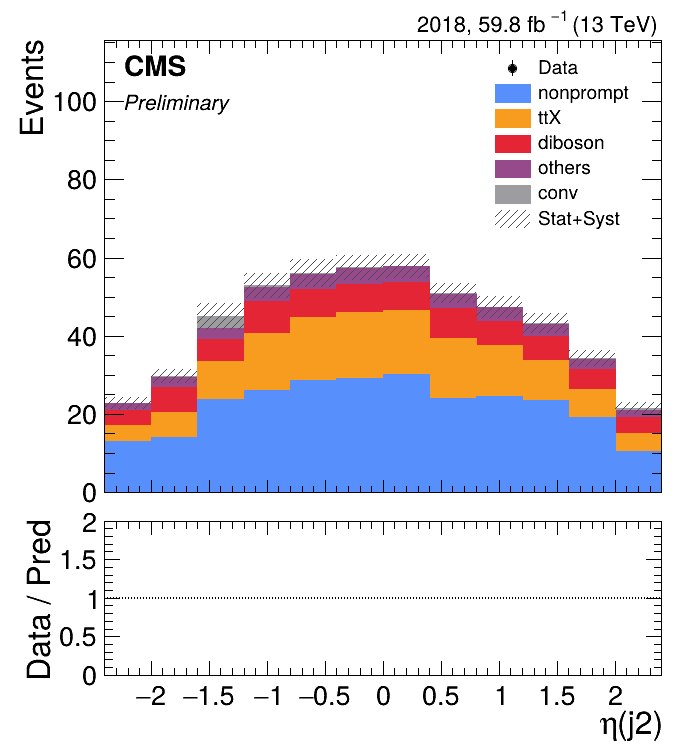 2018, 59.8 fb⁻¹ (13 TeV)
CMS
Preliminary
Events
100
80
60
40
20
0
Data
nonprompt
ttX
diboson
others
conv
Stat+Syst
Data / Pred
2
1.5
1
0.5
0
−2 −1.5 −1 −0.5 0 0.5 1 1.5 2
η(j2)